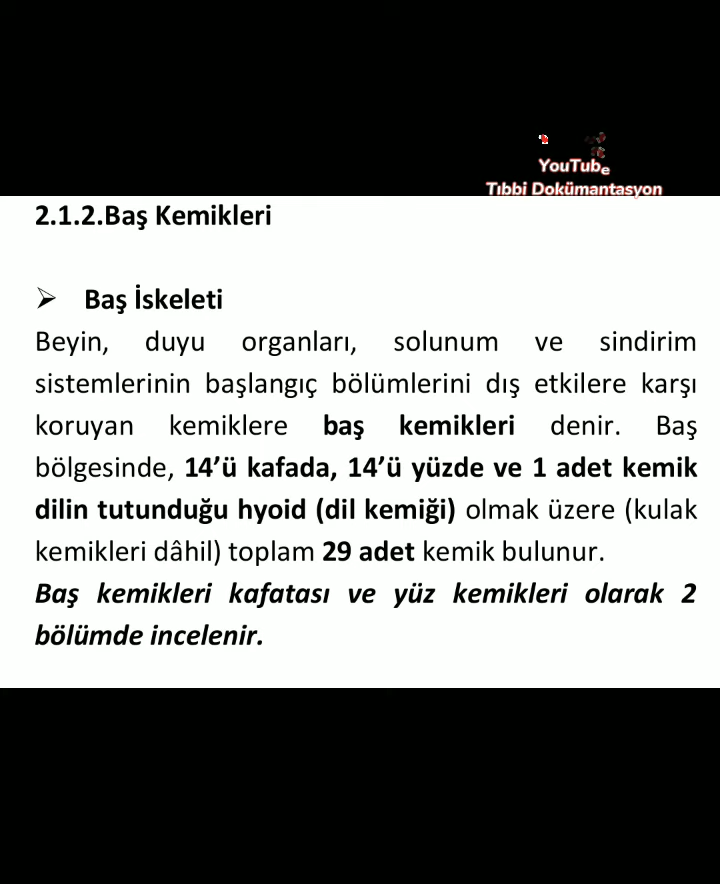 YouTube
Tıbbi Dokümantasyon
2.1.2.Baş Kemikleri
➢ Baş İskeleti
Beyin, duyu organları, solunum ve sindirim
sistemlerinin başlangıç bölümlerini dış etkilere karşı
koruyan kemiklere baş kemikleri denir. Baş
bölgesinde, 14’ü kafada, 14’ü yüzde ve 1 adet kemik
dilin tutunduğu hyoid (dil kemiği) olmak üzere (kulak
kemikleri dâhil) toplam 29 adet kemik bulunur.
Baş kemikleri kafatası ve yüz kemikleri olarak 2
bölümde incelenir.